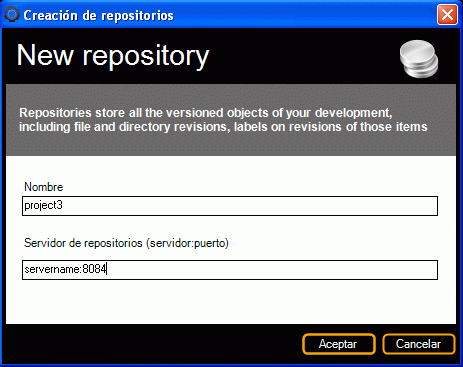 Creación de repositorios
New repository
Repositories store all the versioned objects of your development,
including file and directory revisions, labels on revisions of those items
Nombre
project3
Servidor de repositorios (servidor:puerto)
servername:8084
Aceptar Cancelar